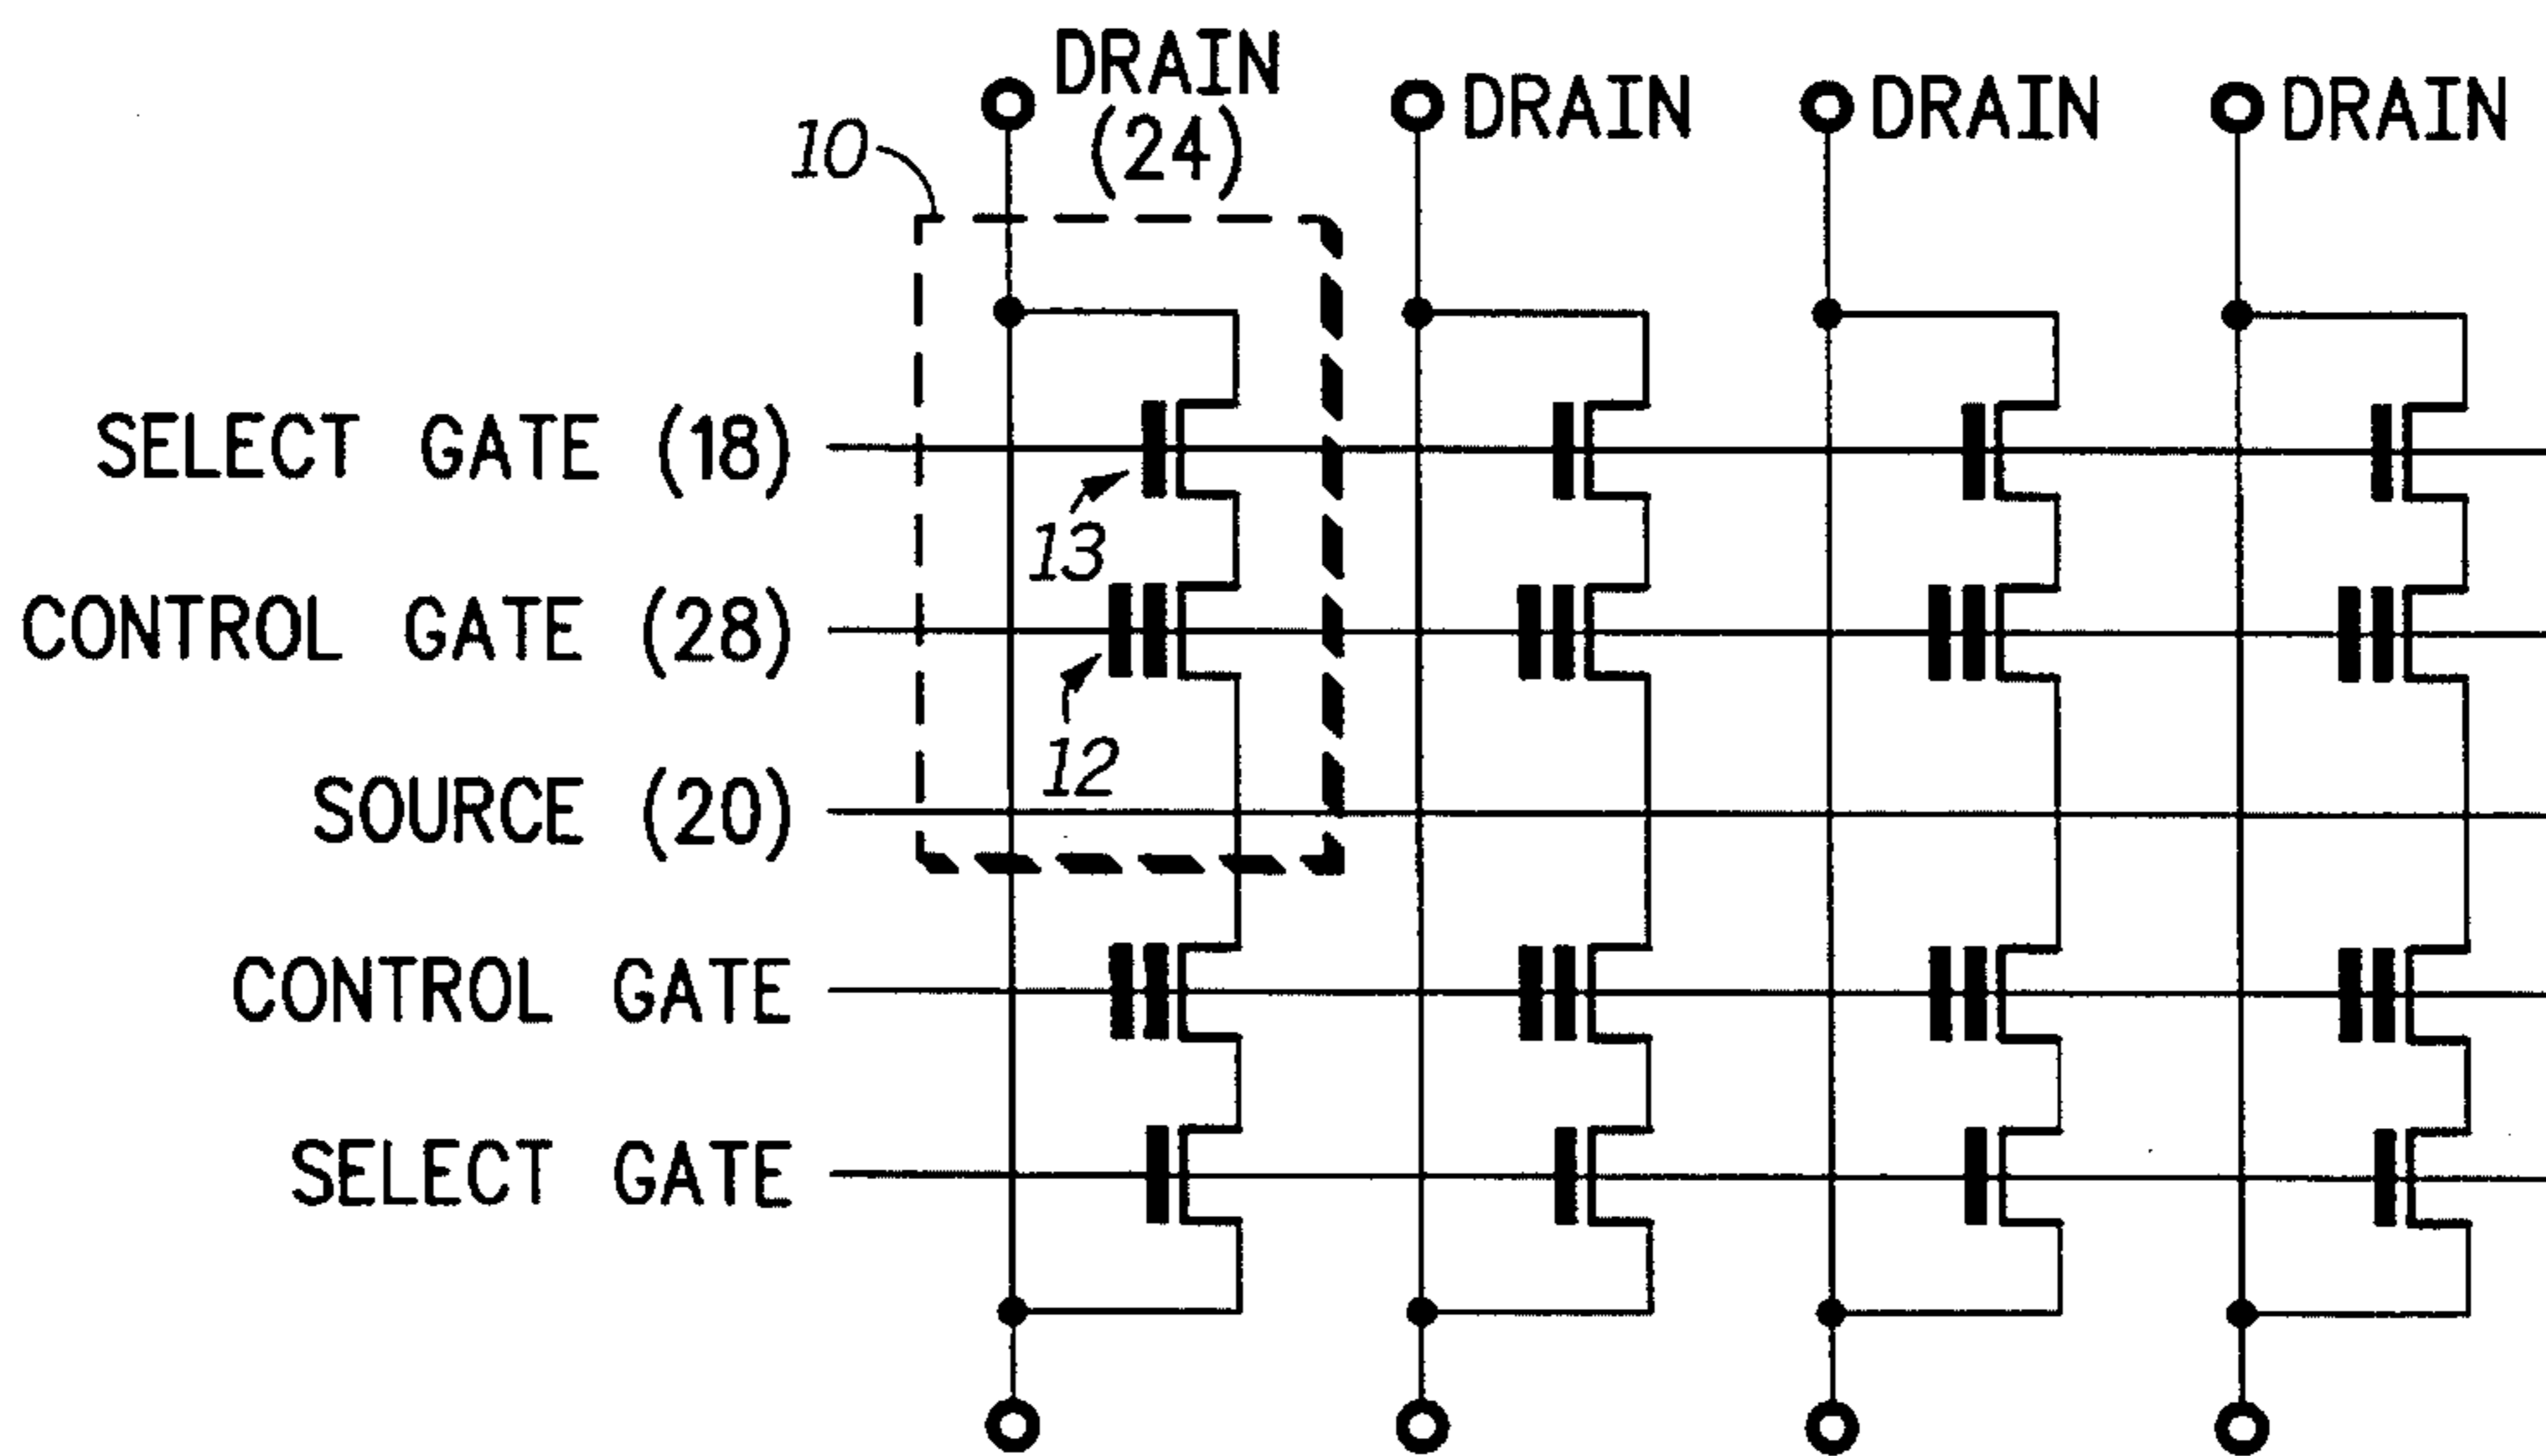 DRAIN
(24)
DRAIN
DRAIN
DRAIN
10
SELECT GATE (18)
13
CONTROL GATE (28)
12
SOURCE (20)
CONTROL GATE
SELECT GATE